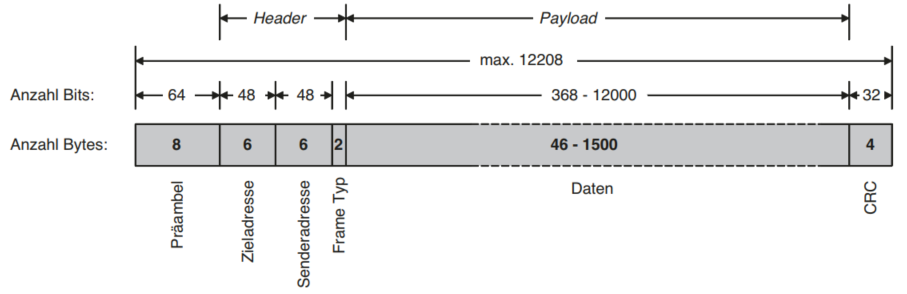 Header
Payload
max. 12208
Anzahl Bits: 64 48 48 368 - 12000 32
Anzahl Bytes: 8 6 6 2 46 - 1500 4
Präambel
Zieladresse
Senderadresse
Frame Typ
Daten
CRC